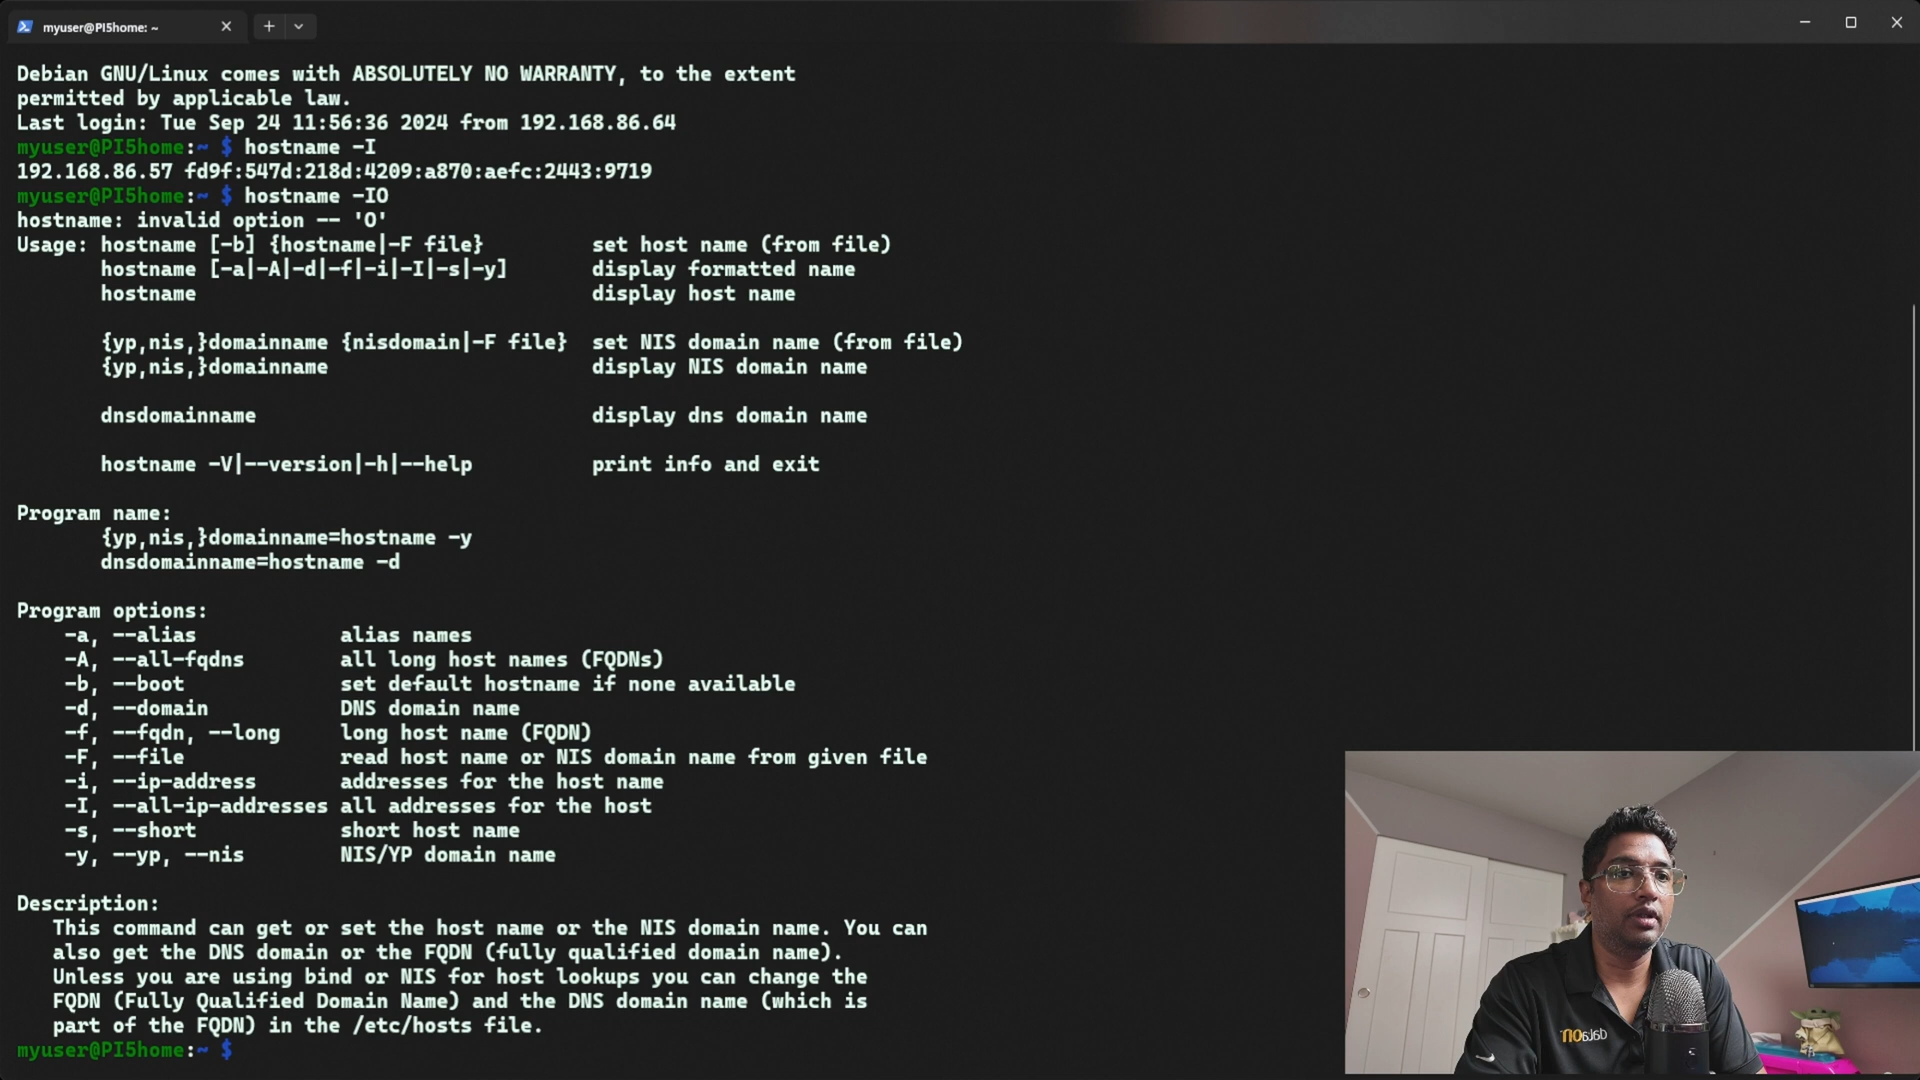 myuser@PI5home: ~
Debian GNU/Linux comes with ABSOLUTELY NO WARRANTY, to the extent
permitted by applicable law.
Last login: Tue Sep 24 11:56:36 2024 from 192.168.86.64
myuser@PI5home:~ $ hostname -I
192.168.86.57 fd9f:547d:218d:4209:a870:aefc:2443:9719
myuser@PI5home:~ $ hostname -IO
hostname: invalid option -- 'O'
Usage: hostname [-b] {hostname|-F file}         set host name (from file)
       hostname [-a|-A|-d|-f|-i|-I|-s|-y]       display formatted name
       hostname                                 display host name
       {yp,nis,}domainname {nisdomain|-F file}  set NIS domain name (from file)
       {yp,nis,}domainname                      display NIS domain name
       dnsdomainname                            display dns domain name
       hostname -V|--version|-h|--help          print info and exit
Program name:
       {yp,nis,}domainname=hostname -y
       dnsdomainname=hostname -d
Program options:
    -a, --alias            alias names
    -A, --all-fqdns        all long host names (FQDNs)
    -b, --boot             set default hostname if none available
    -d, --domain           DNS domain name
    -f, --fqdn, --long     long host name (FQDN)
    -F, --file             read host name or NIS domain name from given file
    -i, --ip-address       addresses for the host name
    -I, --all-ip-addresses all addresses for the host
    -s, --short            short host name
    -y, --yp, --nis        NIS/YP domain name
Description:
   This command can get or set the host name or the NIS domain name. You can
   also get the DNS domain or the FQDN (fully qualified domain name).
   Unless you are using bind or NIS for host lookups you can change the
   FQDN (Fully Qualified Domain Name) and the DNS domain name (which is
   part of the FQDN) in the /etc/hosts file.
myuser@PI5home:~ $
dataON